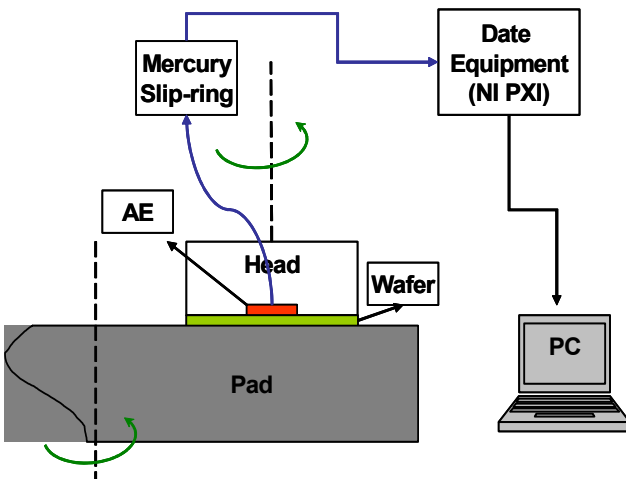 Mercury
Slip-ring
Date
Equipment
(NI PXI)
AE
Head
Wafer
Pad
PC